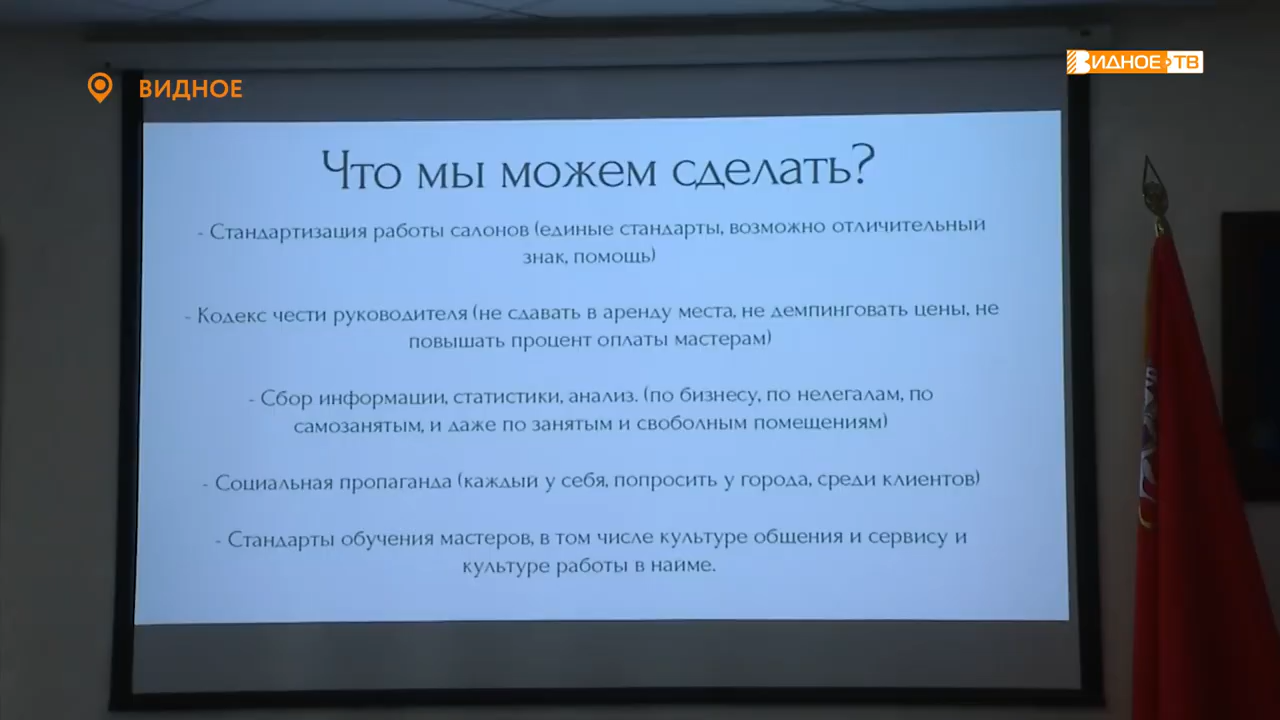 ВИДНОЕ
ВИДНОЕ ТВ
Что мы можем сделать?
- Стандартизация работы салонов (единые стандарты, возможно отличительный
знак, помощь)
- Кодекс чести руководителя (не сдавать в аренду места, не демпинговать цены, не
повышать процент оплаты мастерам)
- Сбор информации, статистики, анализ. (по бизнесу, по нелегалам, по
самозанятым, и даже по занятым и свободным помещениям)
- Социальная пропаганда (каждый у себя, попросить у города, среди клиентов)
- Стандарты обучения мастеров, в том числе культуре общения и сервису и
культуре работы в найме.